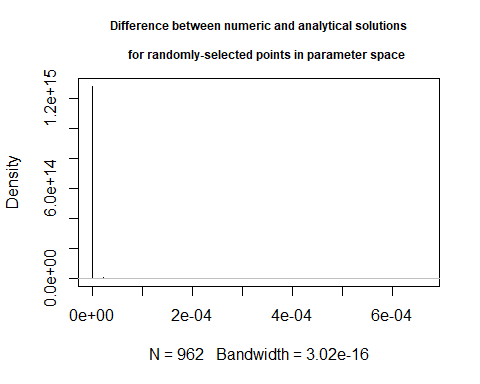 Difference between numeric and analytical solutions
for randomly-selected points in parameter space
Density
1.2e+15
6.0e+14
0.0e+00
0e+00 2e-04 4e-04 6e-04
N = 962 Bandwidth = 3.02e-16